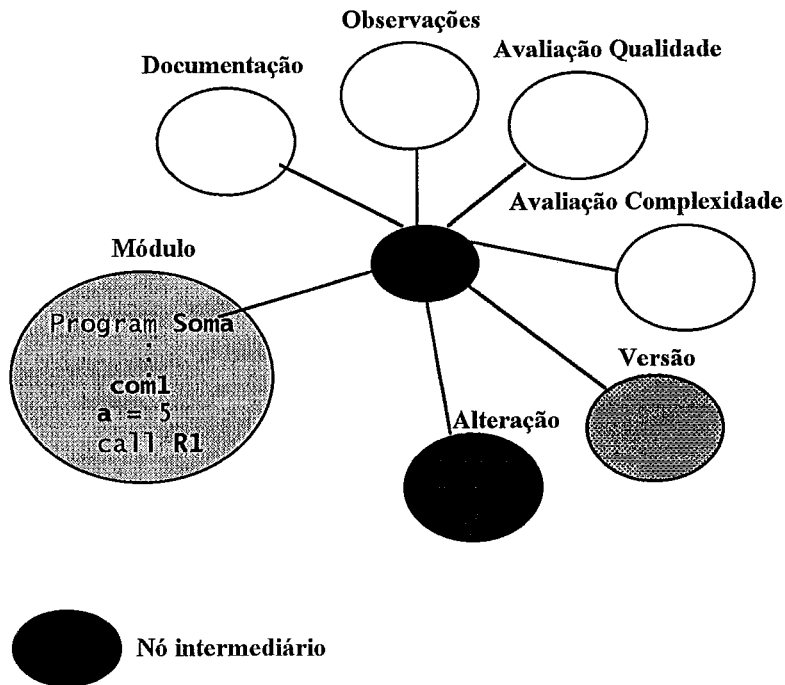 Observações
Avaliação Qualidade
Documentação
Avaliação Complexidade
Módulo
Program Soma
.
.
.
com1
a = 5
call R1
Versão
Alteração
Nó intermediário